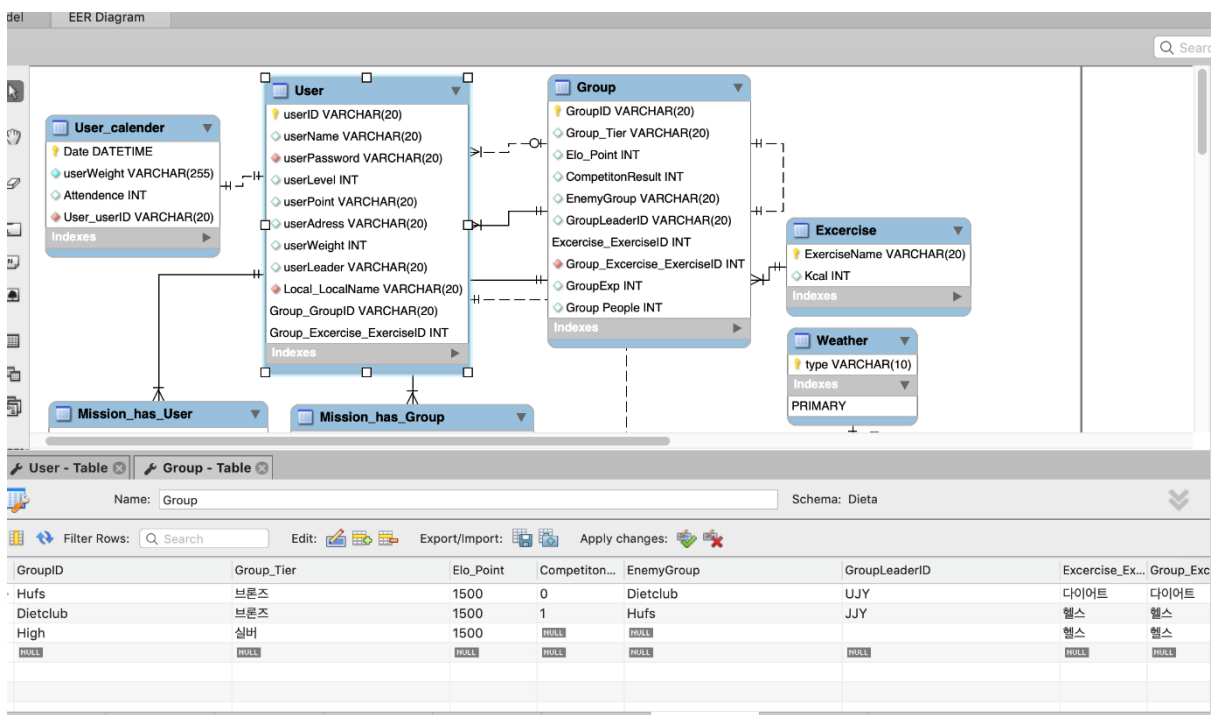 del
EER Diagram
Sear
User_calender
Date DATETIME
userWeight VARCHAR(255)
Attendence INT
User_userID VARCHAR(20)
Indexes
User
userID VARCHAR(20)
userName VARCHAR(20)
userPassword VARCHAR(20)
userLevel INT
userPoint VARCHAR(20)
userAdress VARCHAR(20)
userWeight INT
userLeader VARCHAR(20)
Local_LocalName VARCHAR(20)
Group_GroupID VARCHAR(20)
Group_Excercise_ExerciseID INT
Indexes
Group
GroupID VARCHAR(20)
Group_Tier VARCHAR(20)
Elo_Point INT
CompetitonResult INT
EnemyGroup VARCHAR(20)
GroupLeaderID VARCHAR(20)
Excercise_ExerciseID INT
Group_Excercise_ExerciseID INT
GroupExp INT
Group People INT
Indexes
Excercise
ExerciseName VARCHAR(20)
Kcal INT
Indexes
Weather
type VARCHAR(10)
Indexes
PRIMARY
Mission_has_User
Mission_has_Group
User - Table
Group - Table
Name: Group
Schema: Dieta
Filter Rows: Search Edit: Export/Import: Apply changes:
GroupID Group_Tier Elo_Point Competiton... EnemyGroup GroupLeaderID Excercise_Ex... Group_Exc
Hufs 브론즈 1500 0 Dietclub UJY 다이어트 다이어트
Dietclub 브론즈 1500 1 Hufs JJY 헬스 헬스
High 실버 1500 NULL NULL 헬스 헬스
NULL NULL NULL NULL NULL NULL NULL NULL